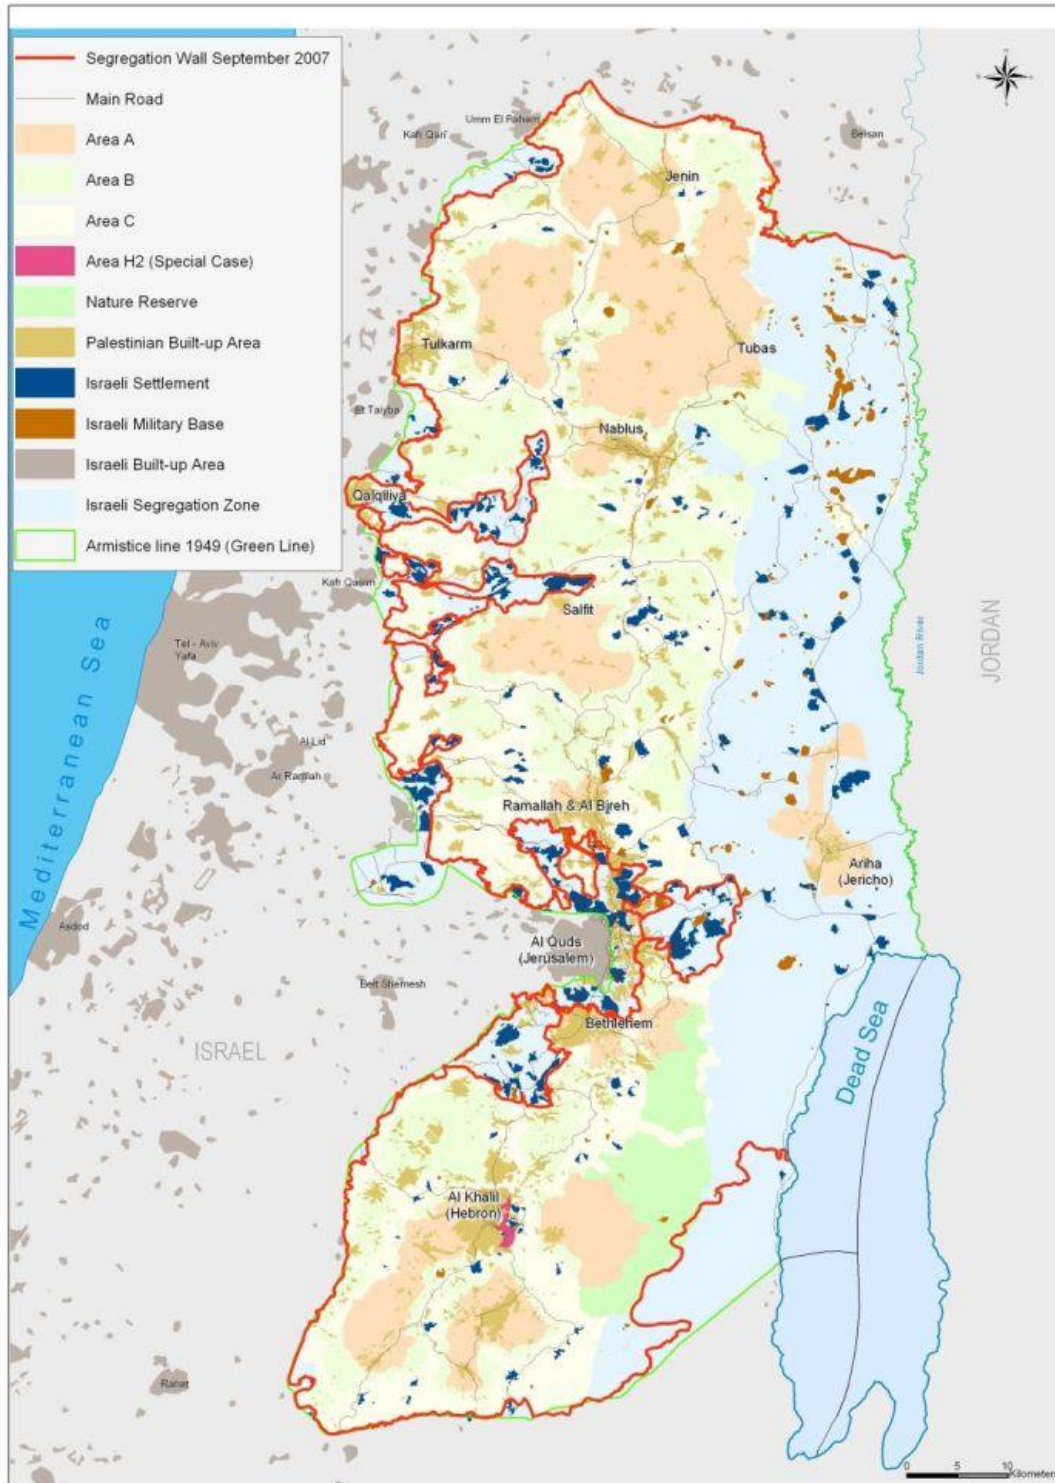 Segregation Wall September 2007
Main Road
Area A
Area B
Area C
Area H2 (Special Case)
Nature Reserve
Palestinian Built-up Area
Israeli Settlement
Israeli Military Base
Israeli Built-up Area
Israeli Segregation Zone
Armistice line 1949 (Green Line)
Umm El Fahem
Kafr Qari
Beisan
Jenin
Tulkarm
Tubas
Et Taiyba
Nablus
Qalqiliya
Kafr Qasim
Salfit
Tel - Aviv
Yafa
Jordan River
JORDAN
Mediterranean Sea
Al Lid
Ar Ramlah
Ramallah & Al Bireh
Ariha
(Jericho)
Asdod
Al Quds
(Jerusalem)
Beit Shemesh
Bethlehem
ISRAEL
Dead Sea
Al Khalil
(Hebron)
Rahat
0 5 10
Kilometers